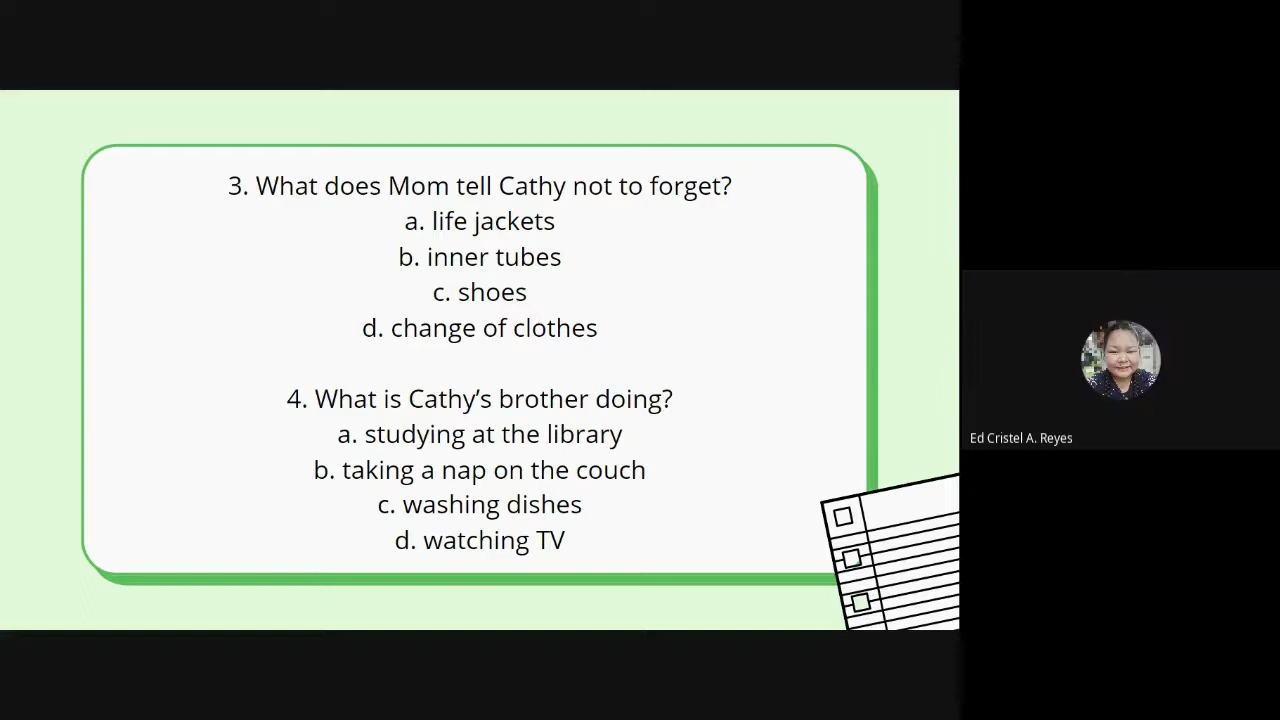 3. What does Mom tell Cathy not to forget?
a. life jackets
b. inner tubes
c. shoes
d. change of clothes
4. What is Cathy’s brother doing?
a. studying at the library
b. taking a nap on the couch
c. washing dishes
d. watching TV
Ed Cristel A. Reyes